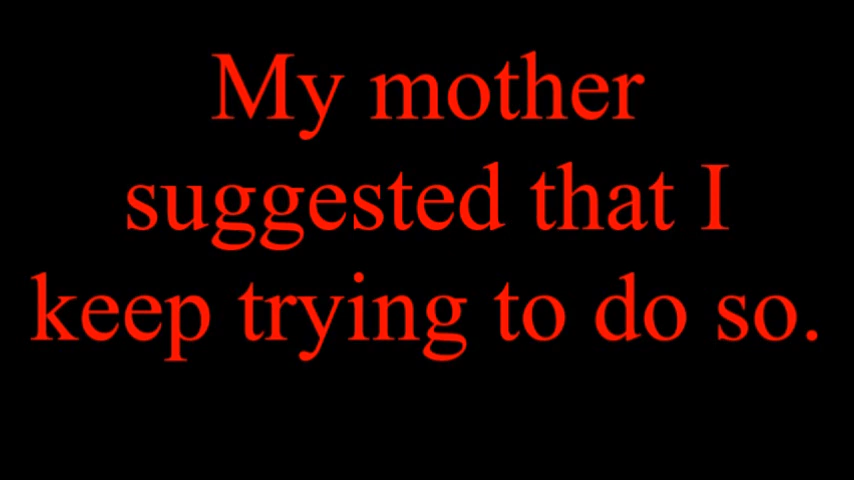 My mother
suggested that I
keep trying to do so.